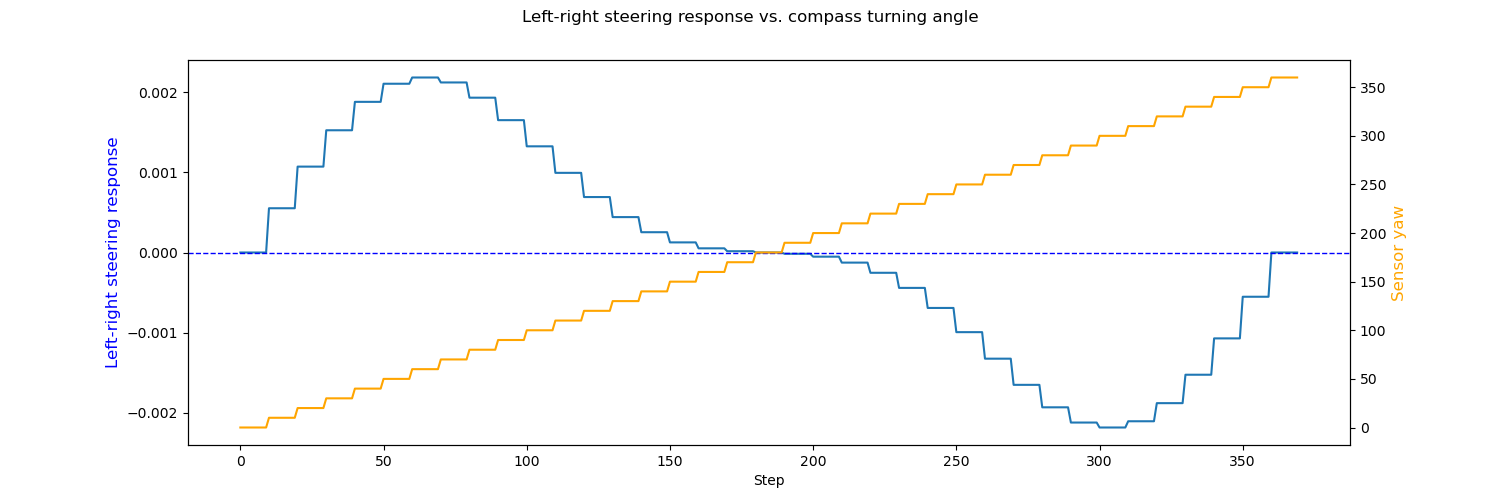 Left-right steering response vs. compass turning angle
Left-right steering response
0.002
0.001
0.000
−0.001
−0.002
350
300
250
200
150
100
50
0
Sensor yaw
0 50 100 150 200 250 300 350
Step